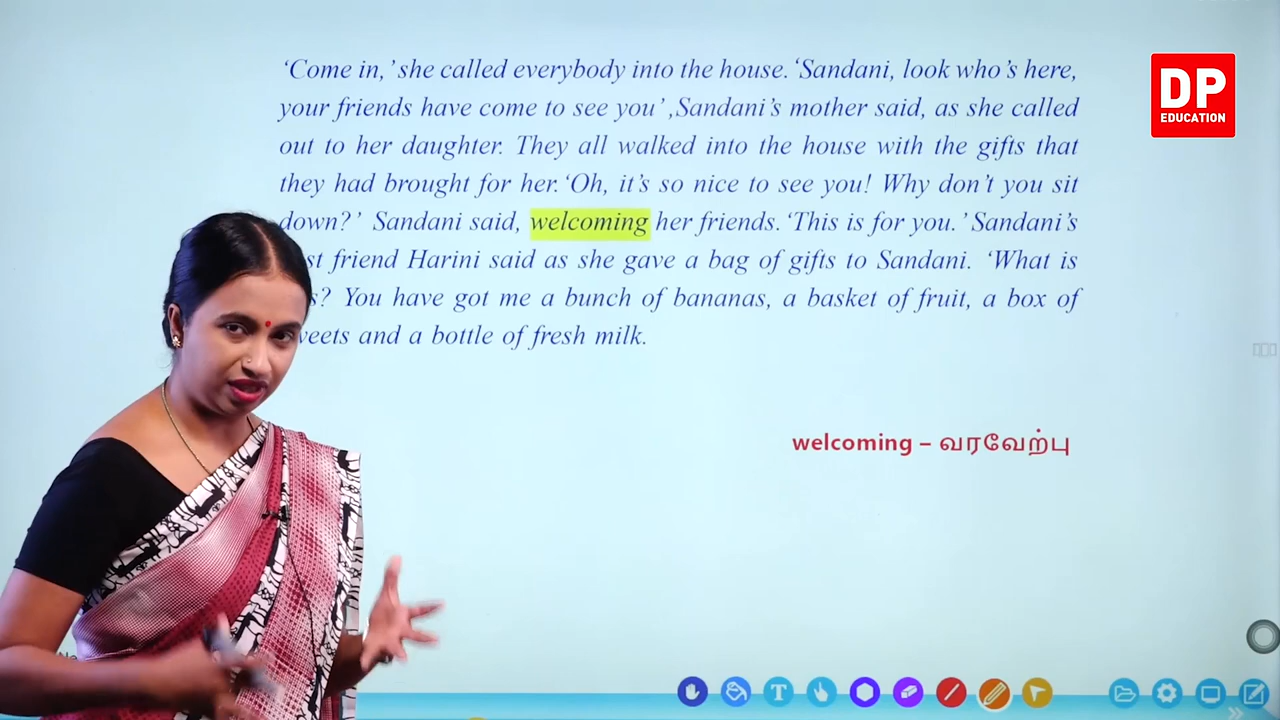 ‘Come in,’ she called everybody into the house. ‘Sandani, look who’s here,
your friends have come to see you’ ,Sandani’s mother said, as she called
out to her daughter. They all walked into the house with the gifts that
they had brought for her. ‘Oh, it’s so nice to see you! Why don’t you sit
down?’ Sandani said, welcoming her friends. ‘This is for you.’ Sandani’s
friend Harini said as she gave a bag of gifts to Sandani. ‘What is
You have got me a bunch of bananas, a basket of fruit, a box of
and a bottle of fresh milk.
welcoming – வரவேற்பு
DP
EDUCATION
T